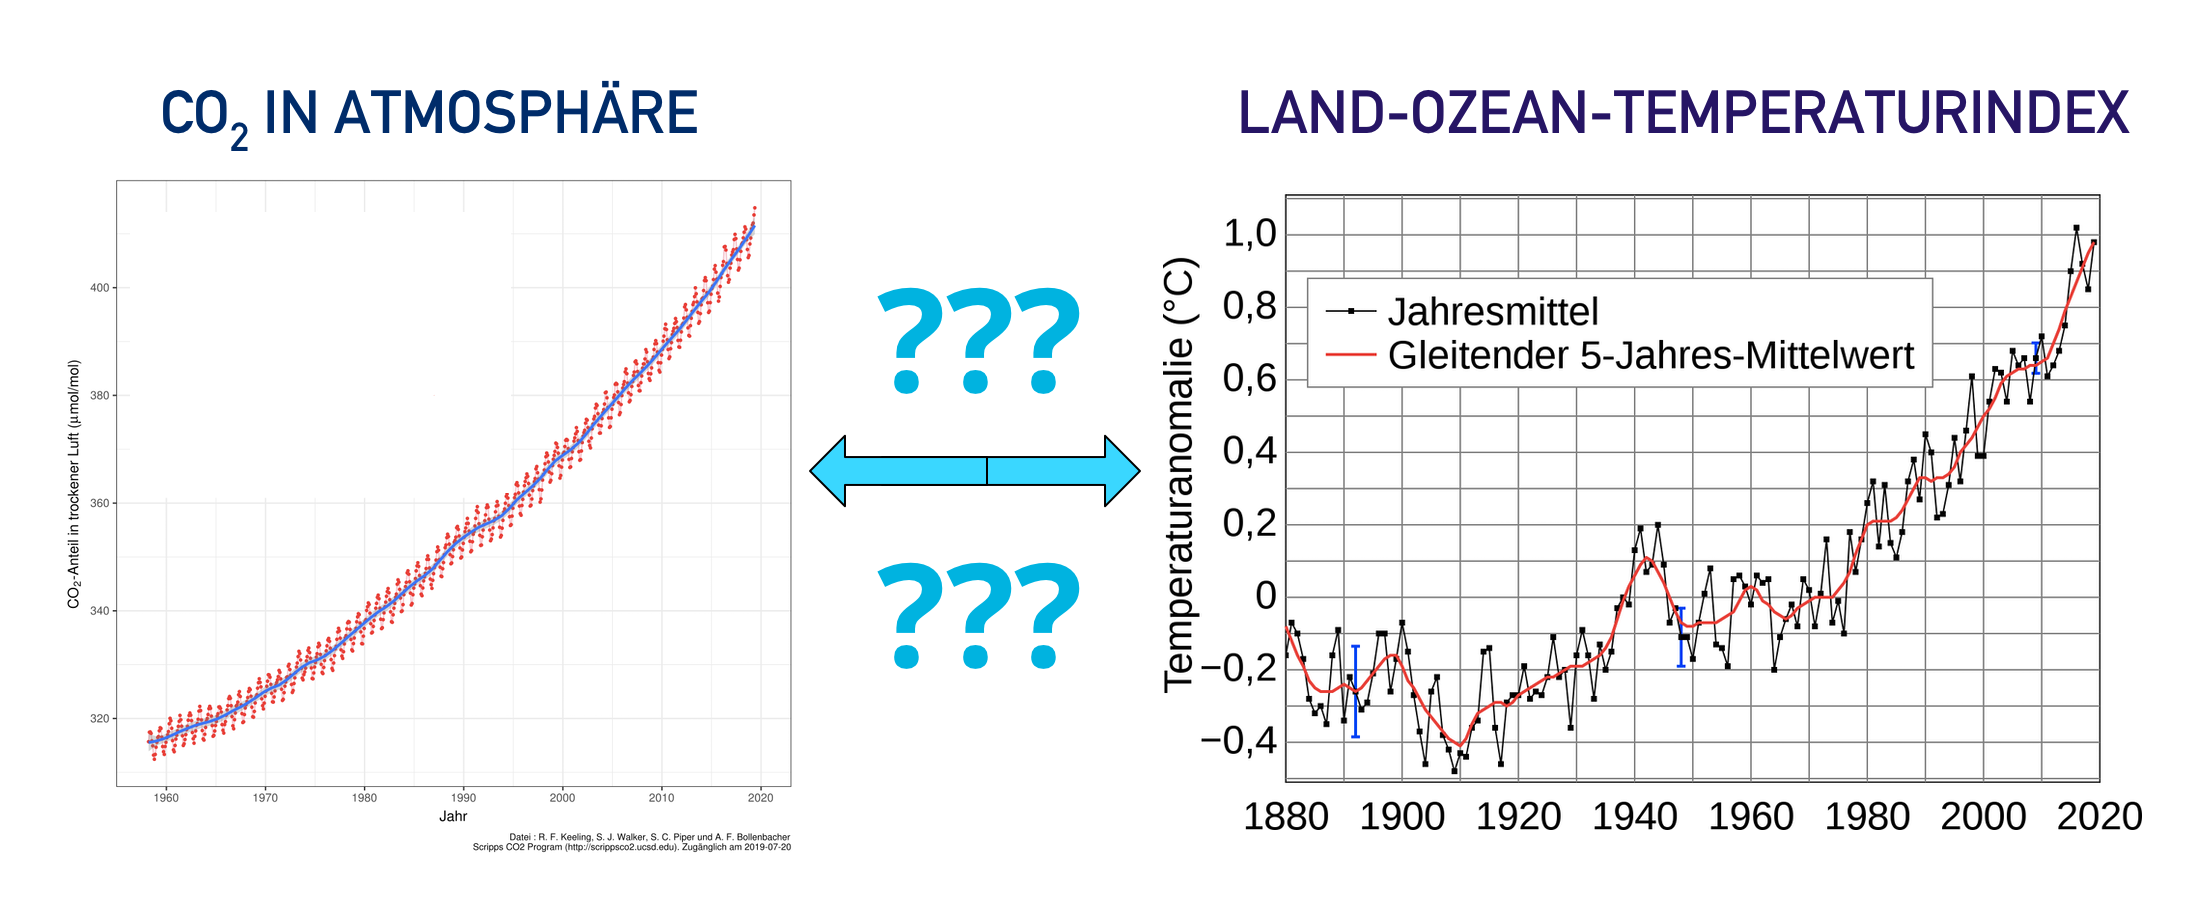 CO₂ IN ATMOSPHÄRE
LAND-OZEAN-TEMPERATURINDEX
CO₂-Anteil in trockener Luft (µmol/mol)
400
380
360
340
320
1960 1970 1980 1990 2000 2010 2020
Jahr
Datei : R. F. Keeling, S. J. Walker, S. C. Piper und A. F. Bollenbacher
Scripps CO2 Program (http://scrippsco2.ucsd.edu). Zugänglich am 2019-07-20
???
???
Temperaturanomalie (°C)
1,0
0,8
0,6
0,4
0,2
0
−0,2
−0,4
Jahresmittel
Gleitender 5-Jahres-Mittelwert
1880 1900 1920 1940 1960 1980 2000 2020